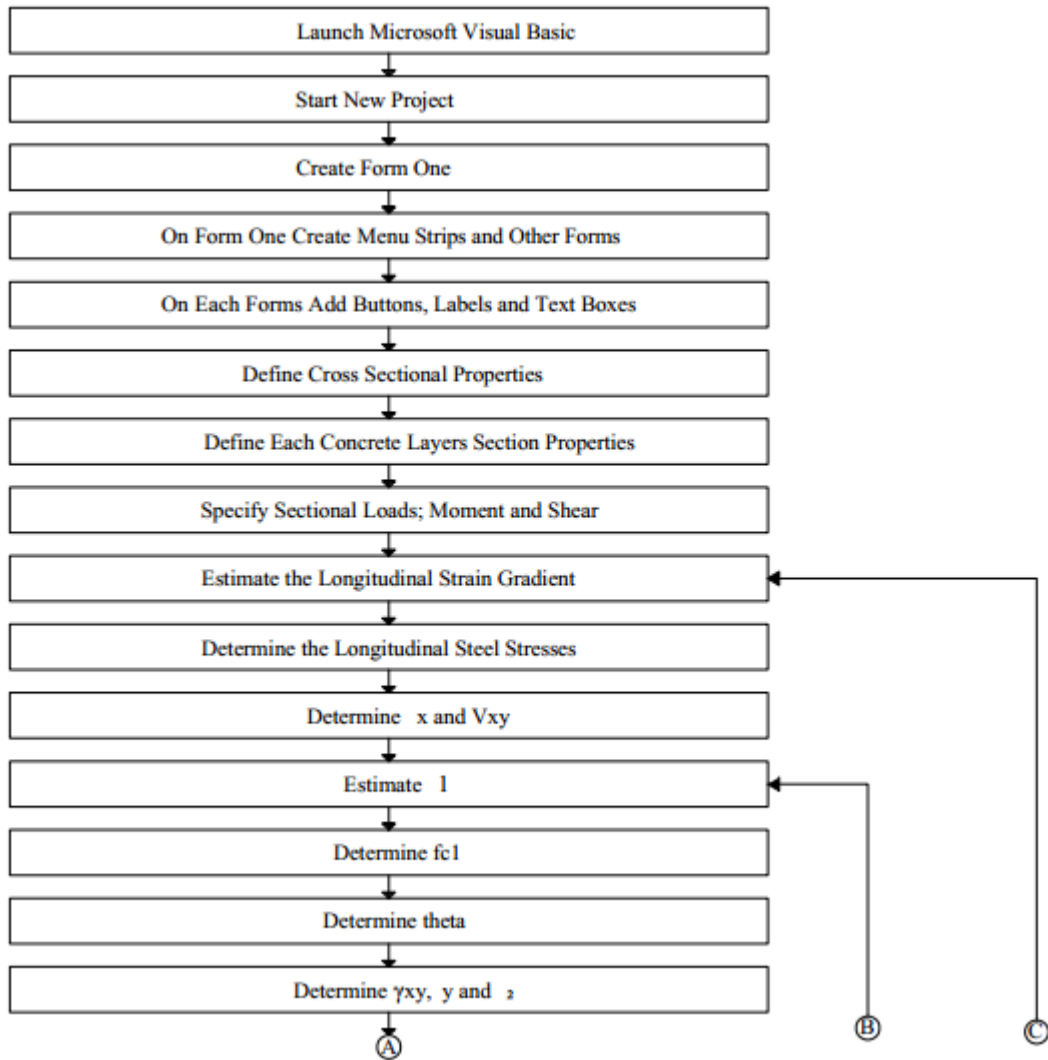 Launch Microsoft Visual Basic
Start New Project
Create Form One
On Form One Create Menu Strips and Other Forms
On Each Forms Add Buttons, Labels and Text Boxes
Define Cross Sectional Properties
Define Each Concrete Layers Section Properties
Specify Sectional Loads; Moment and Shear
Estimate the Longitudinal Strain Gradient
Determine the Longitudinal Steel Stresses
Determine x and Vxy
Estimate 1
Determine fc1
Determine theta
Determine γxy, y and ₂
A
B
C